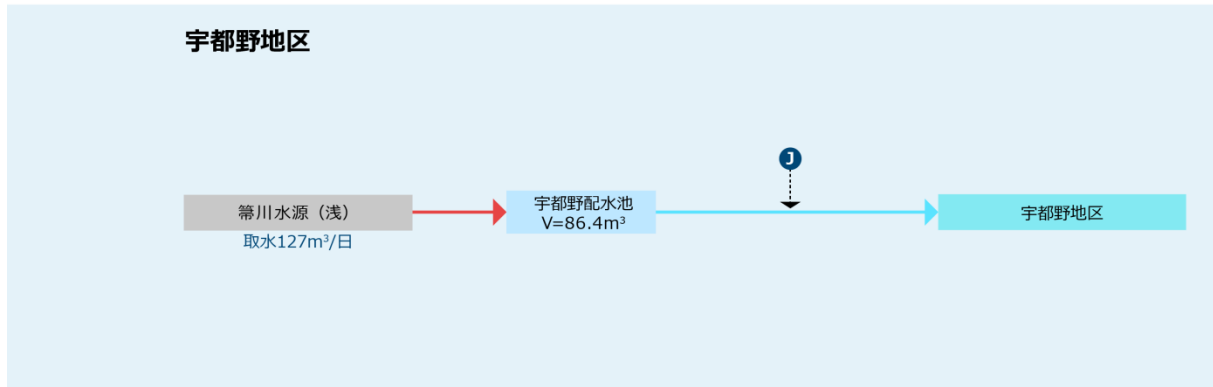 宇都野地区
J
箒川水源（浅）
取水127m³/日
宇都野配水池
V=86.4m³
宇都野地区